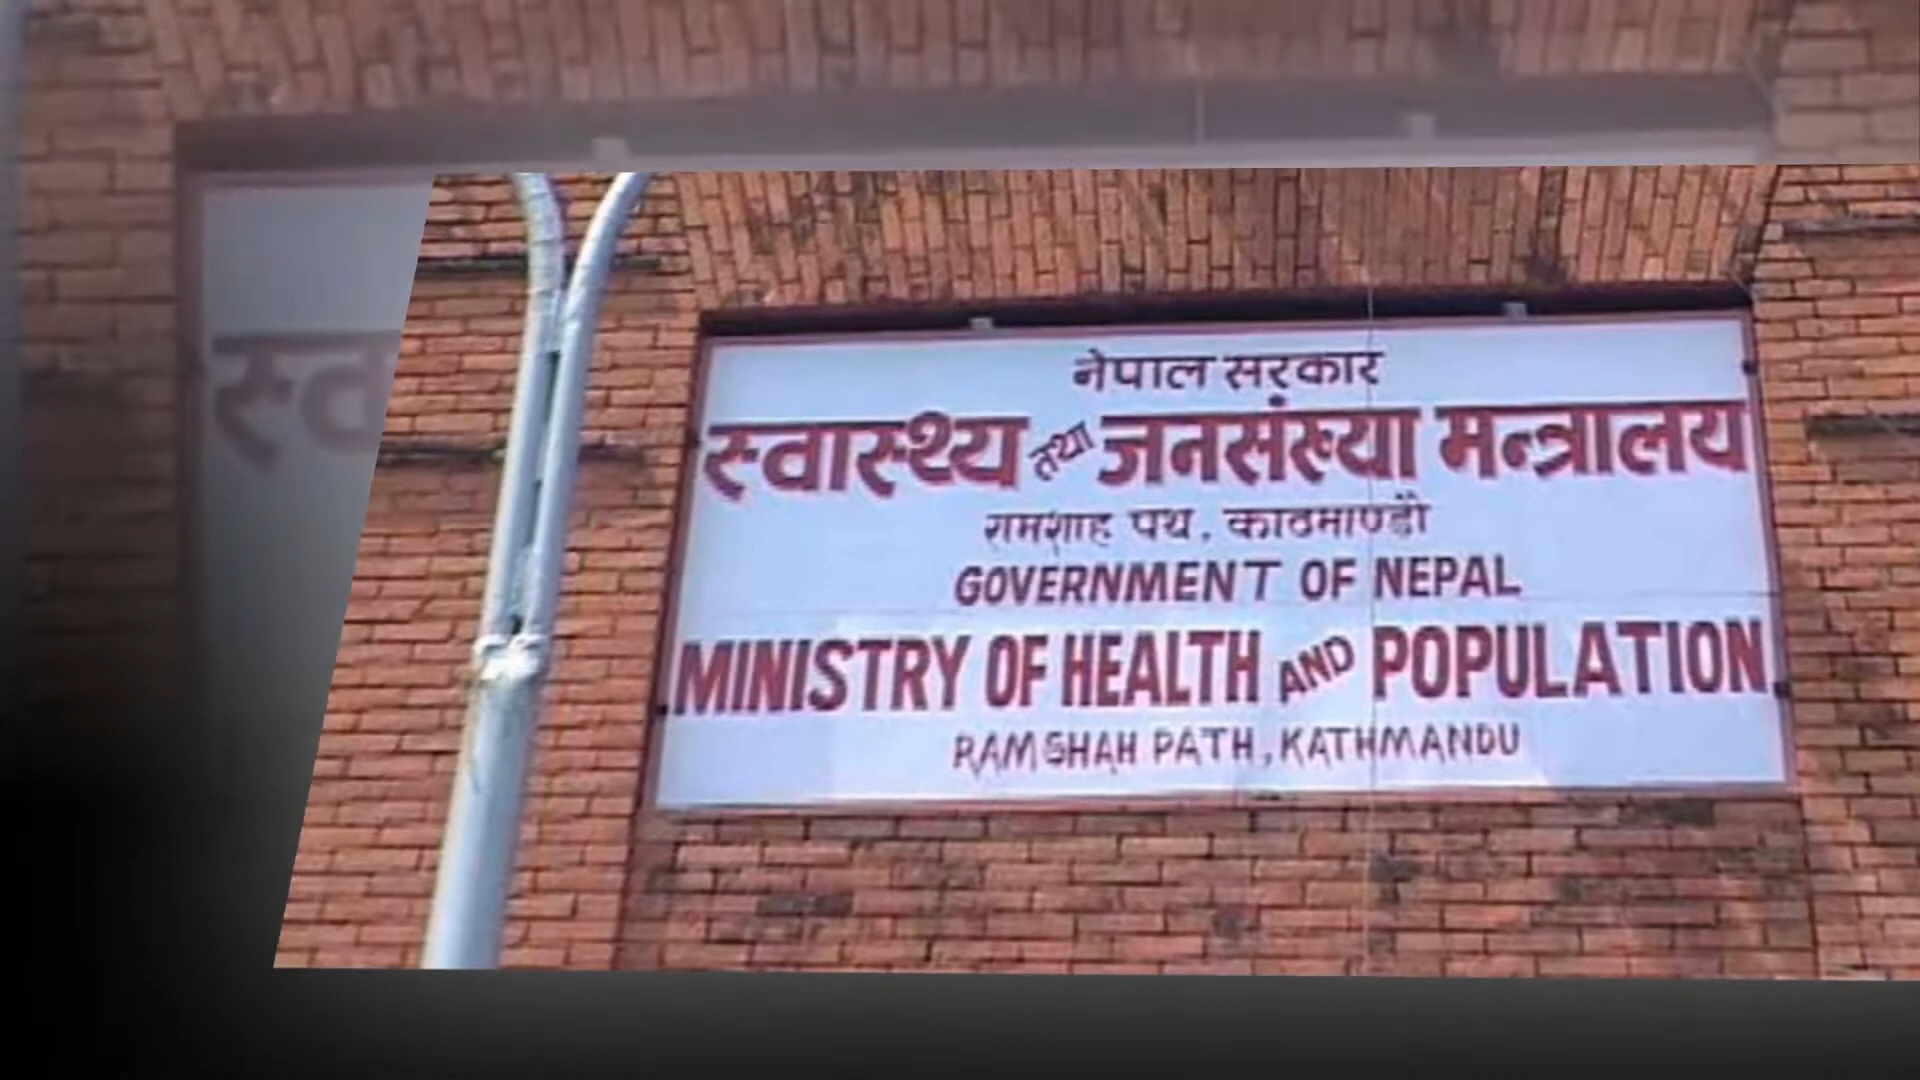 नेपाल सरकार
स्वास्थ्य तथा जनसंख्या मन्त्रालय
रामशाह पथ, काठमाण्डौ
GOVERNMENT OF NEPAL
MINISTRY OF HEALTH AND POPULATION
RAMSHAH PATH, KATHMANDU